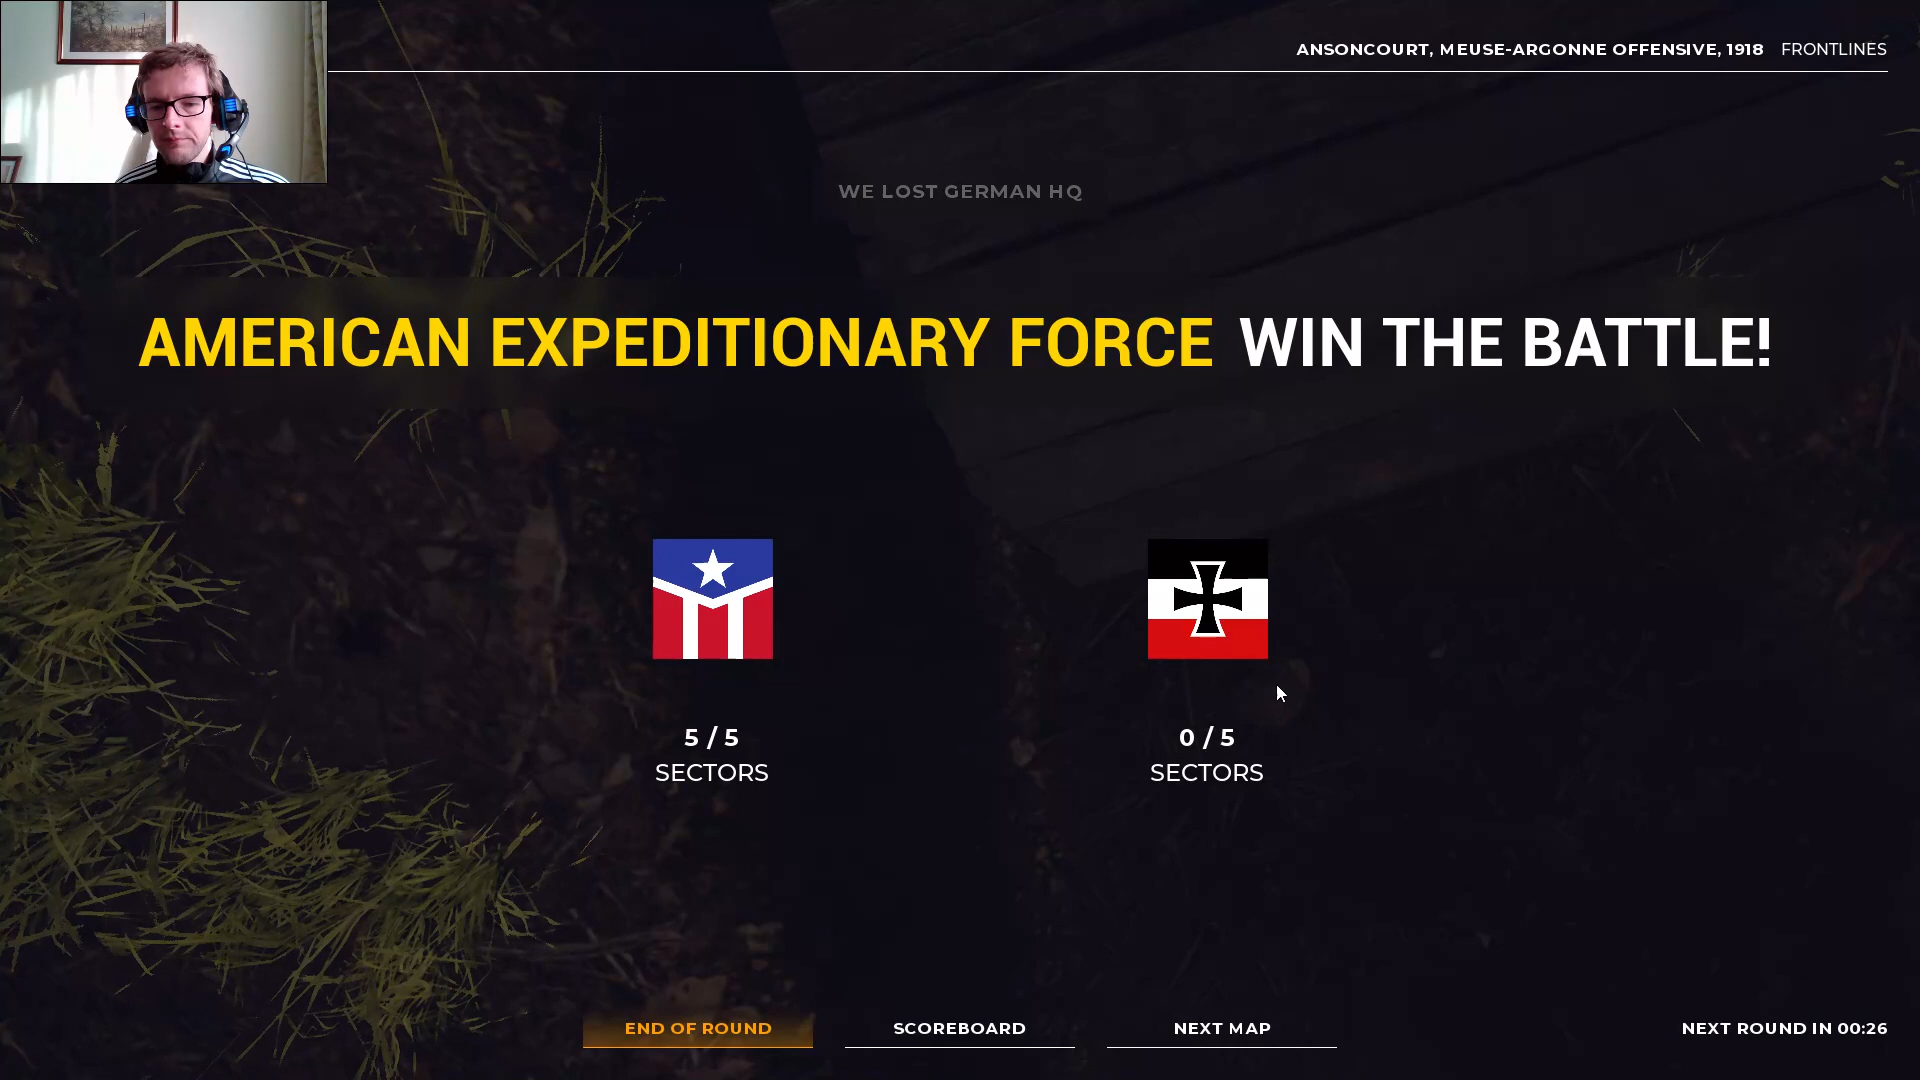 ANSONCOURT, MEUSE-ARGONNE OFFENSIVE, 1918 FRONTLINES
WE LOST GERMAN HQ
AMERICAN EXPEDITIONARY FORCE WIN THE BATTLE!
5 / 5
SECTORS
0 / 5
SECTORS
END OF ROUND
SCOREBOARD
NEXT MAP
NEXT ROUND IN 00:26